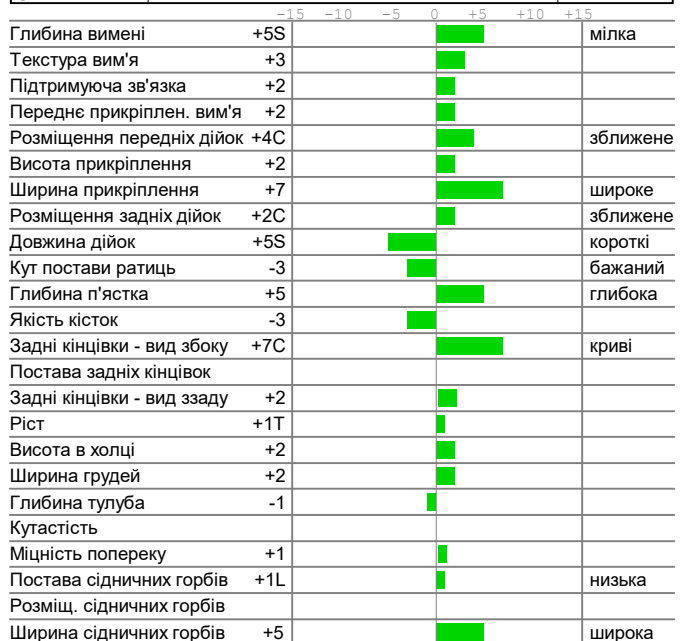 -15 -10 -5 0 +5 +10 +15
Глибина вимені +5S мілка
Текстура вим'я +3
Підтримуюча зв'язка +2
Переднє прикріплен. вим'я +2
Розміщення передніх дійок +4C зближене
Висота прикріплення +2
Ширина прикріплення +7 широке
Розміщення задніх дійок +2C зближене
Довжина дійок +5S короткі
Кут постави ратиць -3 бажаний
Глибина п'ястка +5 глибока
Якість кісток -3
Задні кінцівки - вид збоку +7C криві
Постава задніх кінцівок
Задні кінцівки - вид ззаду +2
Ріст +1T
Висота в холці +2
Ширина грудей +2
Глибина тулуба -1
Кутастість
Міцність попереку +1
Постава сідничних горбів +1L низька
Розміщ. сідничних горбів
Ширина сідничних горбів +5 широка